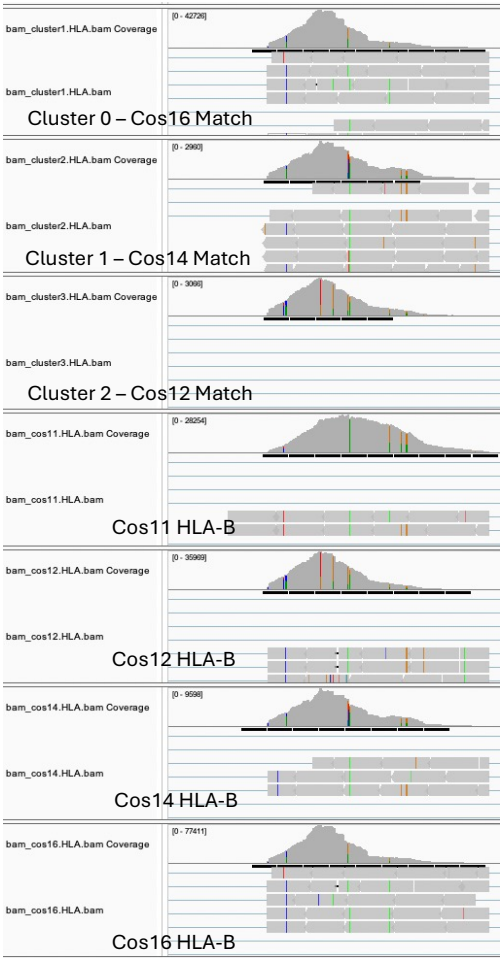 bam_cluster1.HLA.bam Coverage
[0 - 42726]
bam_cluster1.HLA.bam
Cluster 0 – Cos16 Match
bam_cluster2.HLA.bam Coverage
[0 - 2960]
bam_cluster2.HLA.bam
Cluster 1 – Cos14 Match
bam_cluster3.HLA.bam Coverage
[0 - 3066]
bam_cluster3.HLA.bam
Cluster 2 – Cos12 Match
bam_cos11.HLA.bam Coverage
[0 - 28254]
bam_cos11.HLA.bam
Cos11 HLA-B
bam_cos12.HLA.bam Coverage
[0 - 35969]
bam_cos12.HLA.bam
Cos12 HLA-B
bam_cos14.HLA.bam Coverage
[0 - 9598]
bam_cos14.HLA.bam
Cos14 HLA-B
bam_cos16.HLA.bam Coverage
[0 - 77411]
bam_cos16.HLA.bam
Cos16 HLA-B